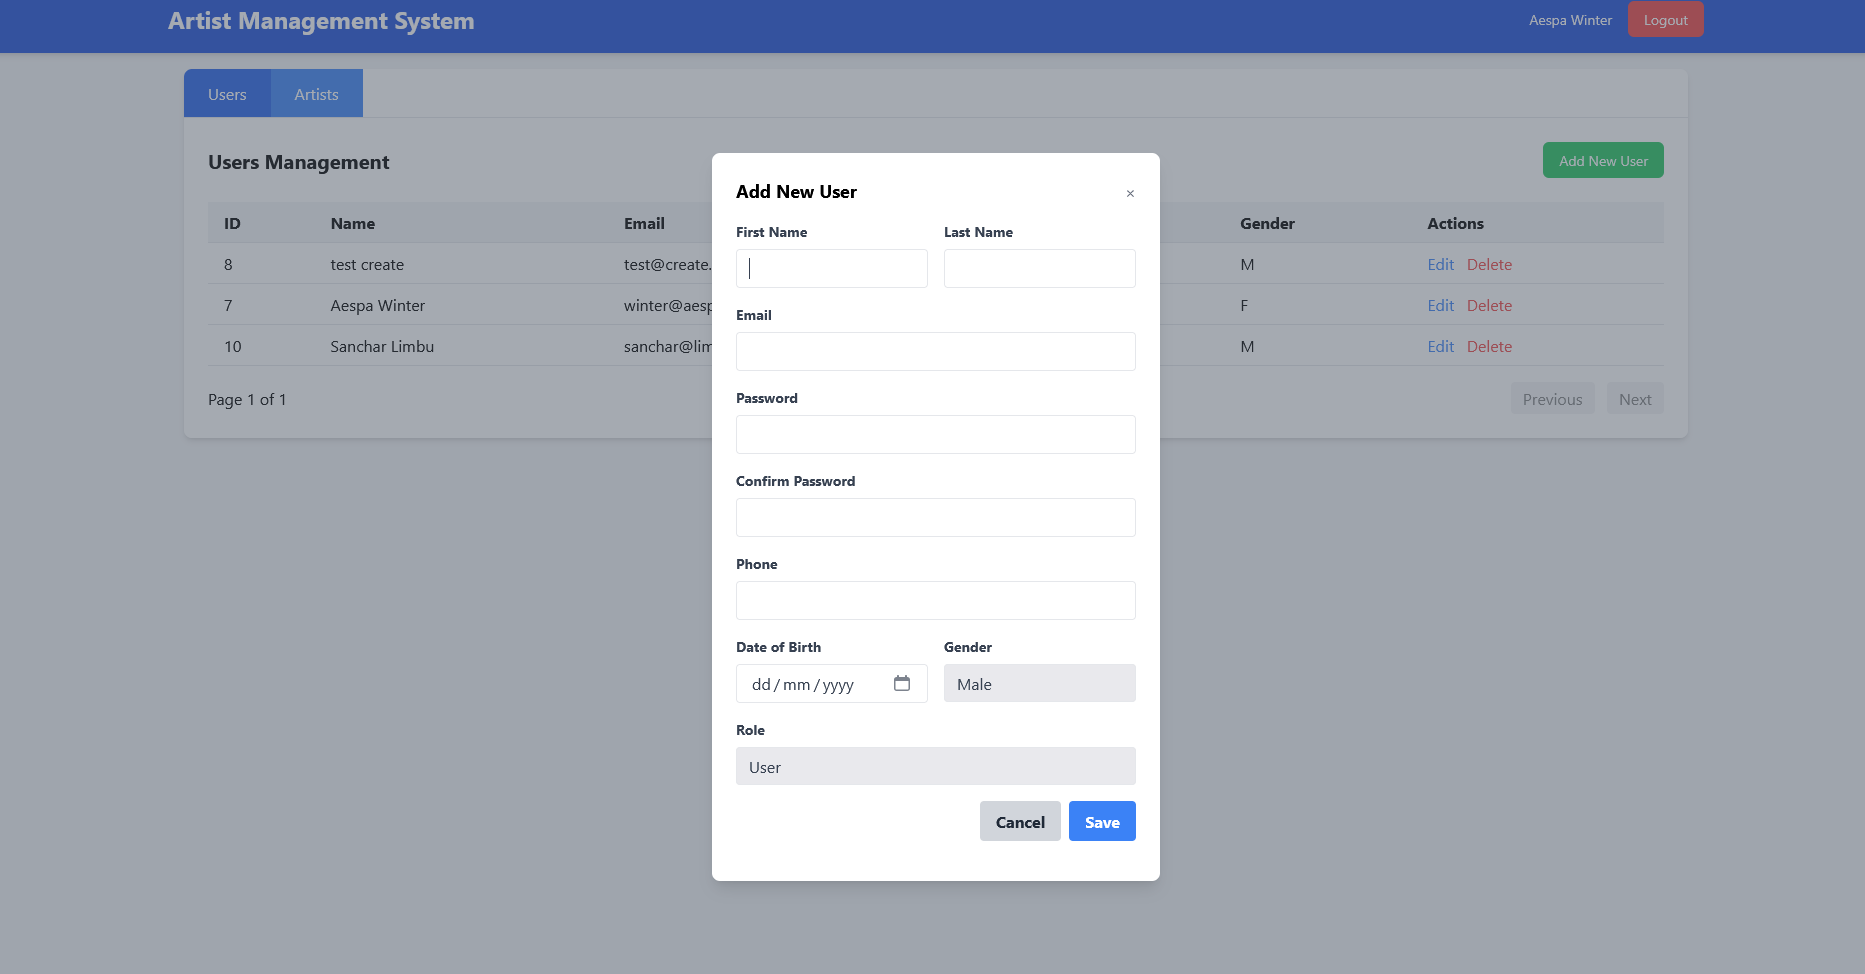 Artist Management System
Aespa Winter Logout
Users Artists
Users Management
Add New User
ID Name Email Gender Actions
8 test create test@create. M Edit Delete
7 Aespa Winter winter@aesp F Edit Delete
10 Sanchar Limbu sanchar@lim M Edit Delete
Page 1 of 1
Previous Next
Add New User ×
First Name Last Name
Email
Password
Confirm Password
Phone
Date of Birth Gender
dd/mm/yyyy Male
Role
User
Cancel Save